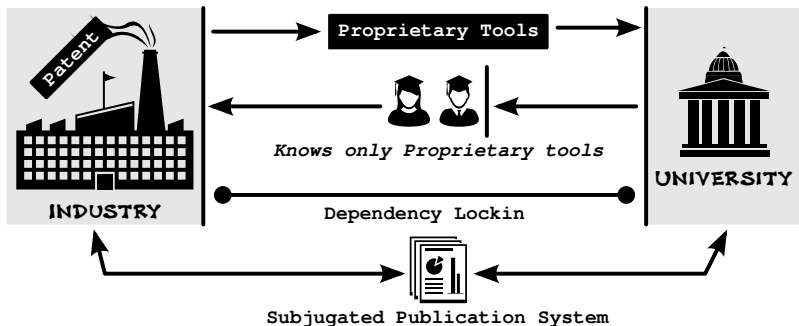 Patent
Proprietary Tools
Knows only Proprietary tools
INDUSTRY
UNIVERSITY
Dependency Lockin
Subjugated Publication System